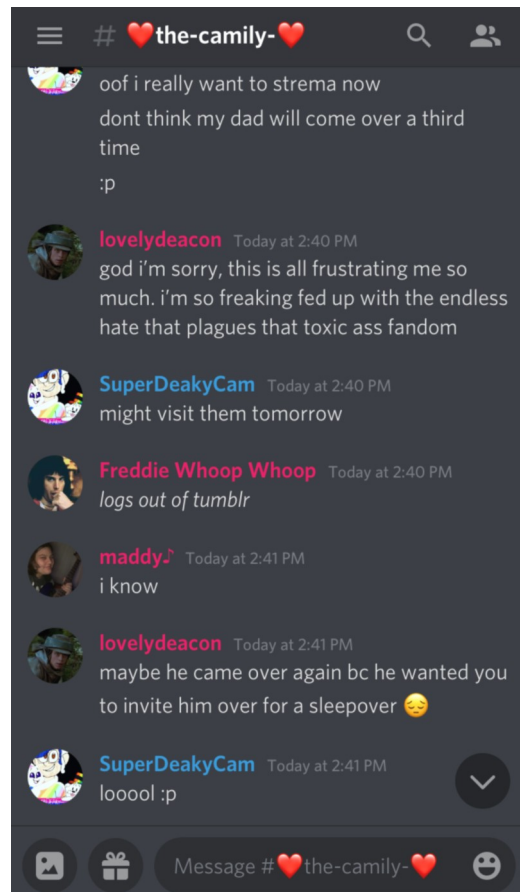 # ❤️the-camily-❤️
oof i really want to strema now
dont think my dad will come over a third
time
:p
lovelydeacon Today at 2:40 PM
god i'm sorry, this is all frustrating me so
much. i'm so freaking fed up with the endless
hate that plagues that toxic ass fandom
SuperDeakyCam Today at 2:40 PM
might visit them tomorrow
Freddie Whoop Whoop Today at 2:40 PM
logs out of tumblr
maddy♪ Today at 2:41 PM
i know
lovelydeacon Today at 2:41 PM
maybe he came over again bc he wanted you
to invite him over for a sleepover 😔
SuperDeakyCam Today at 2:41 PM
looool :p
Message #❤️the-camily-❤️